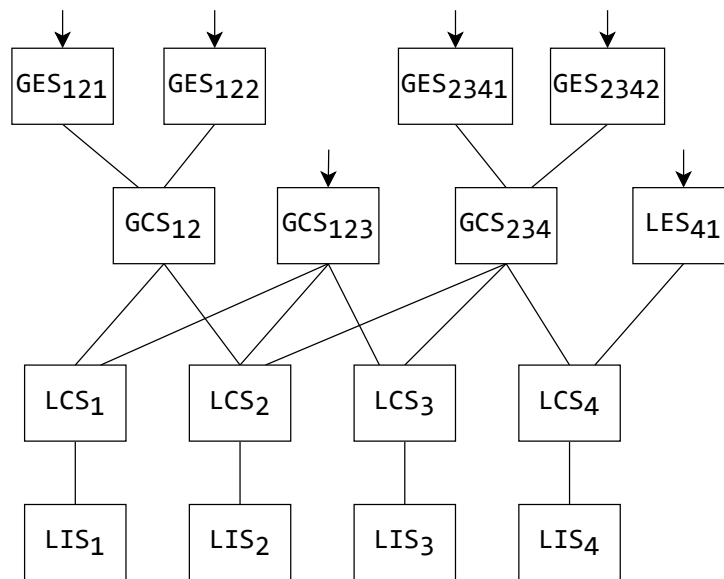 GES121 GES122 GES2341 GES2342
GCS12 GCS123 GCS234 LES41
LCS1 LCS2 LCS3 LCS4
LIS1 LIS2 LIS3 LIS4